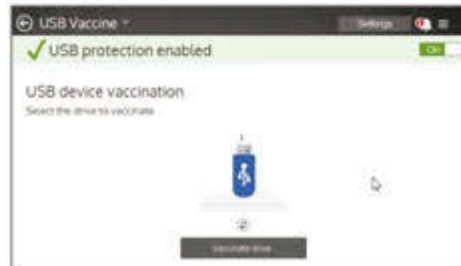 USB Vaccine
Settings
USB protection enabled
ON
USB device vaccination
Select the drive to vaccinate
Vaccinate drive